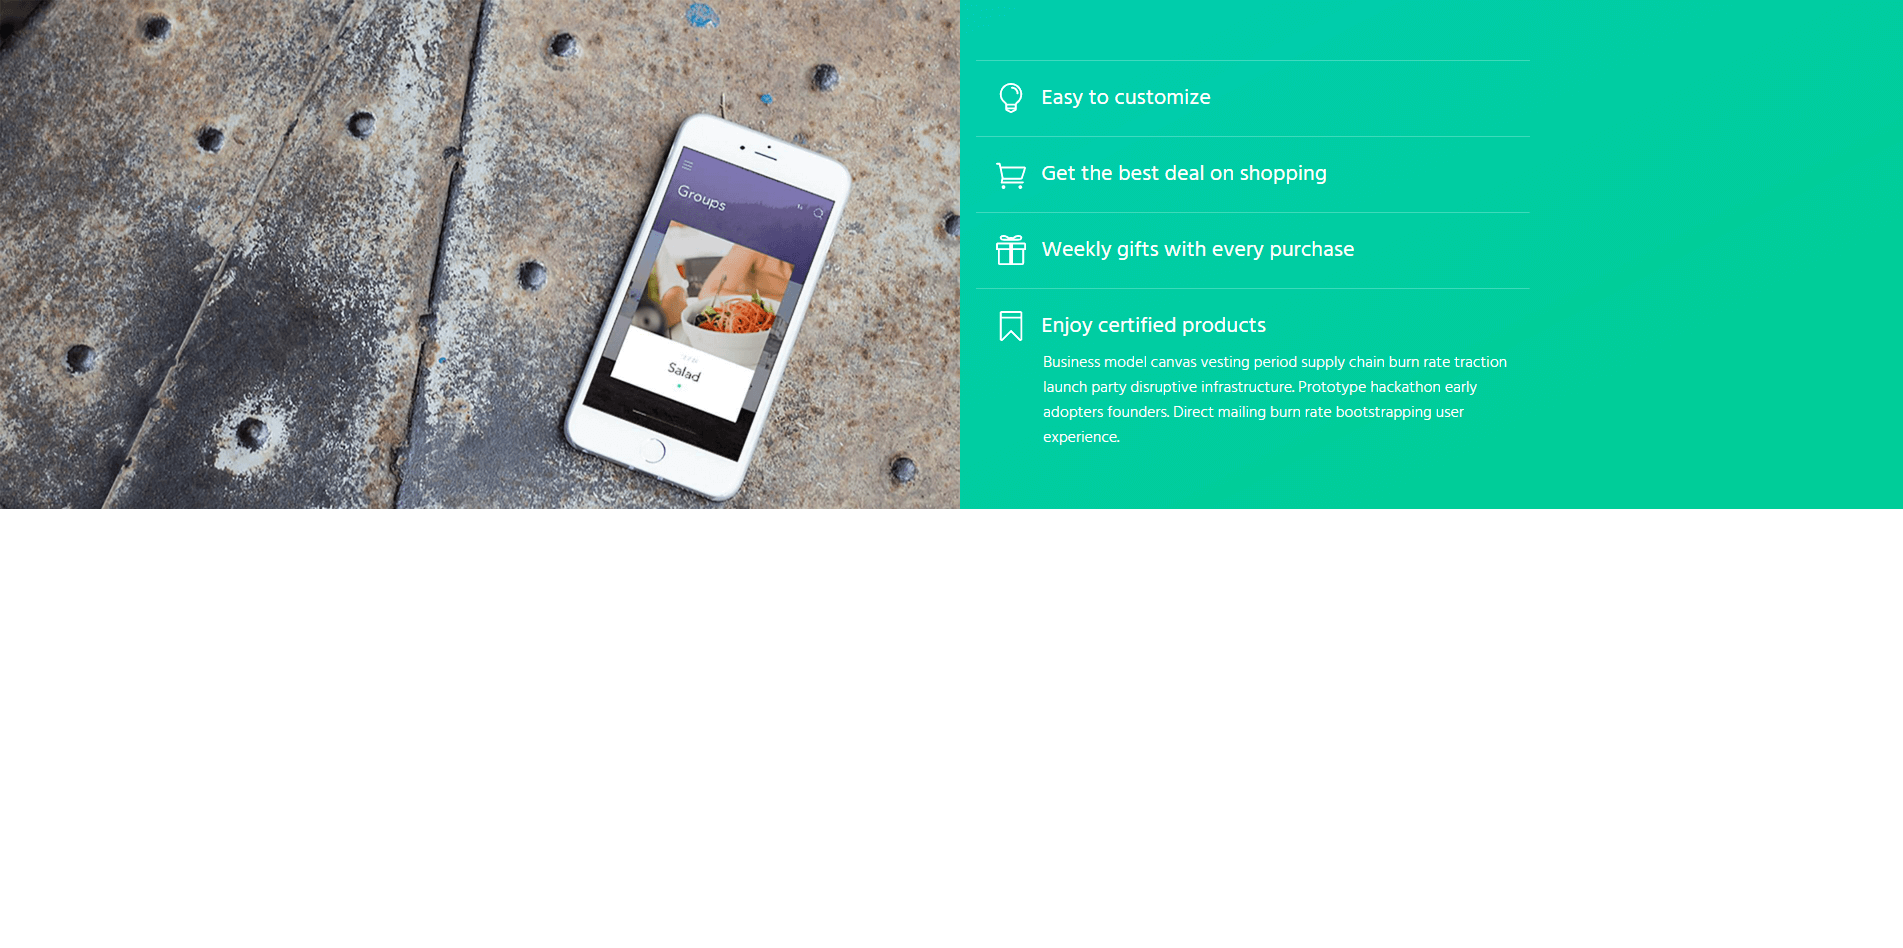 Groups
Salad
Easy to customize
Get the best deal on shopping
Weekly gifts with every purchase
Enjoy certified products
Business model canvas vesting period supply chain burn rate traction
launch party disruptive infrastructure. Prototype hackathon early
adopters founders. Direct mailing burn rate bootstrapping user
experience.